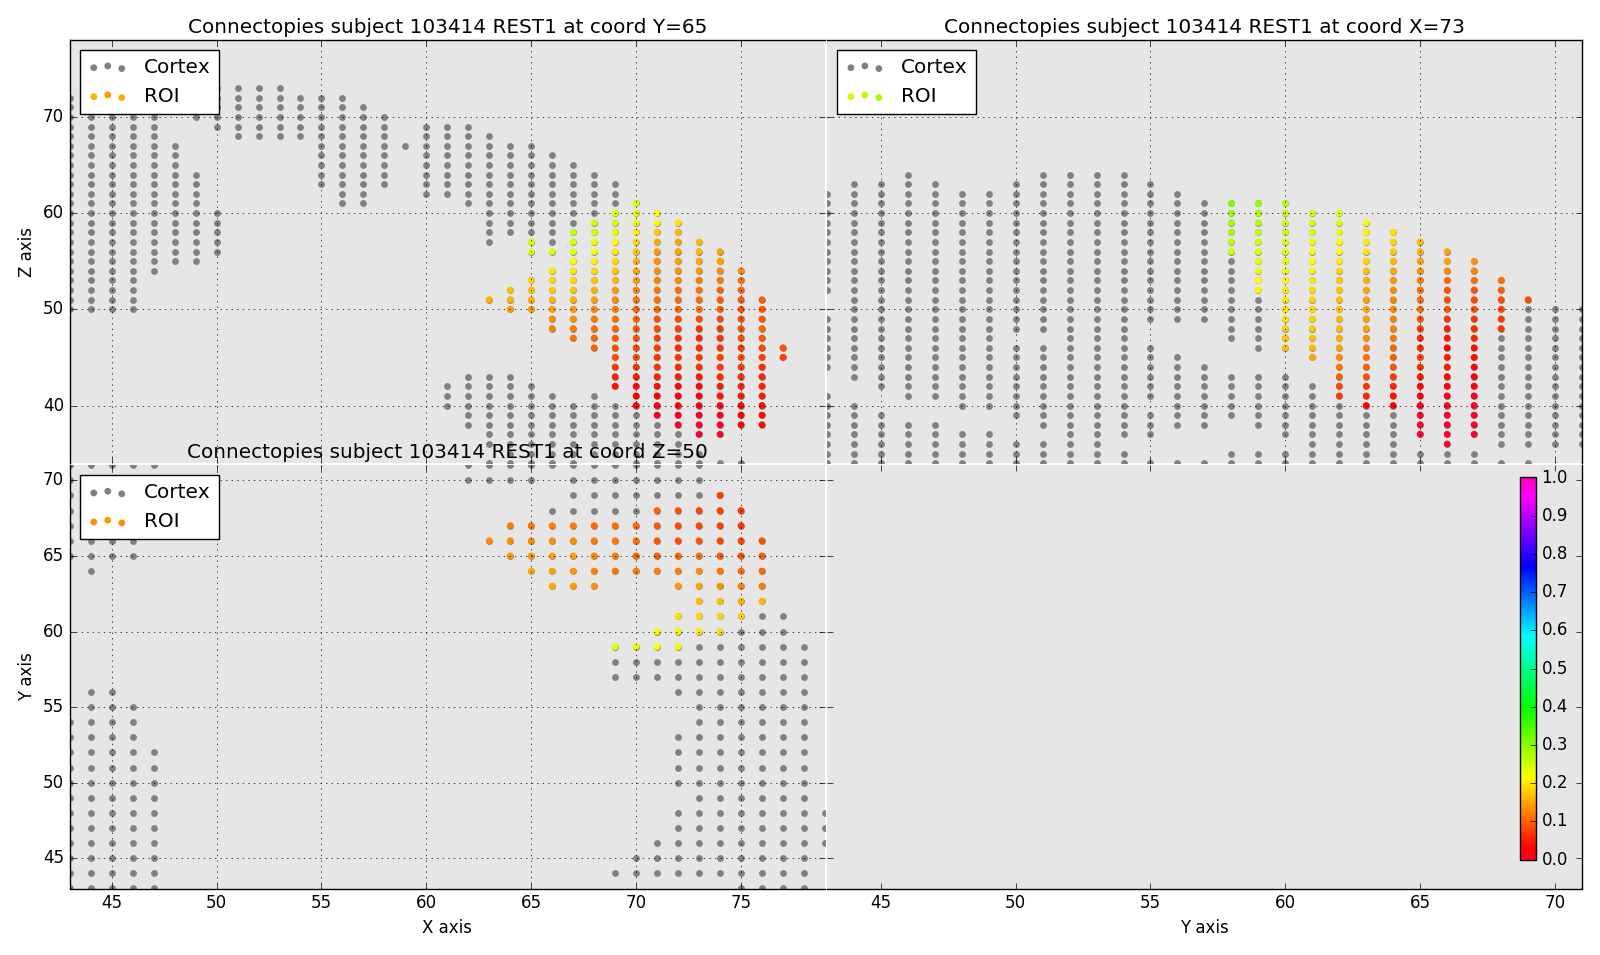 Connectopies subject 103414 REST1 at coord Y=65
Connectopies subject 103414 REST1 at coord X=73
Cortex
ROI
Cortex
ROI
70
60
50
40
Z axis
Connectopies subject 103414 REST1 at coord Z=50
Cortex
ROI
70
65
60
55
50
45
Y axis
1.0
0.9
0.8
0.7
0.6
0.5
0.4
0.3
0.2
0.1
0.0
45 50 55 60 65 70 75
45 50 55 60 65 70
X axis
Y axis